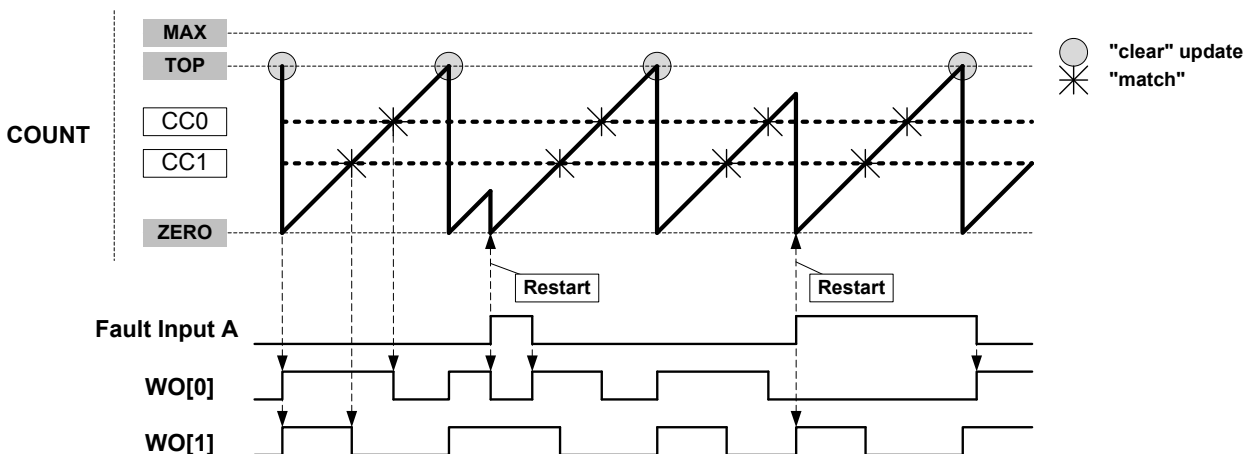 MAX
TOP
"clear" update
"match"
CC0
COUNT
CC1
ZERO
Restart
Restart
Fault Input A
WO[0]
WO[1]